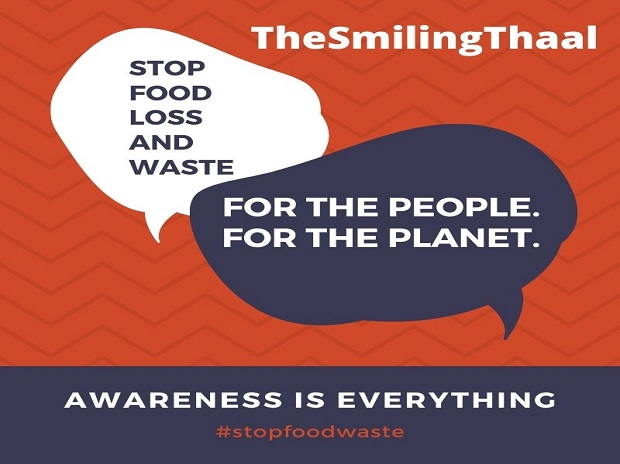 TheSmilingThaal
STOP
FOOD
LOSS
AND
WASTE
FOR THE PEOPLE.
FOR THE PLANET.
AWARENESS IS EVERYTHING
#stopfoodwaste